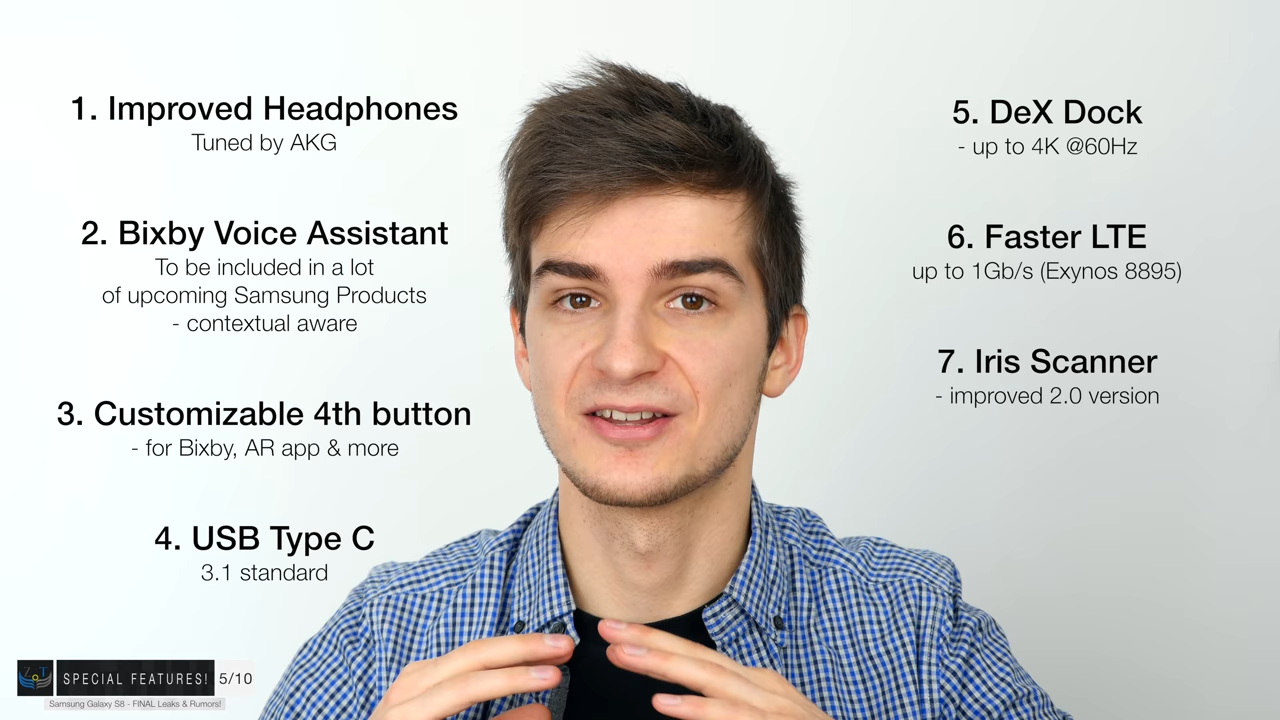 1. Improved Headphones
Tuned by AKG
2. Bixby Voice Assistant
To be included in a lot
of upcoming Samsung Products
- contextual aware
3. Customizable 4th button
- for Bixby, AR app & more
4. USB Type C
3.1 standard
5. DeX Dock
- up to 4K @60Hz
6. Faster LTE
up to 1Gb/s (Exynos 8895)
7. Iris Scanner
- improved 2.0 version
SPECIAL FEATURES! 5/10
Samsung Galaxy S8 - FINAL Leaks & Rumors!